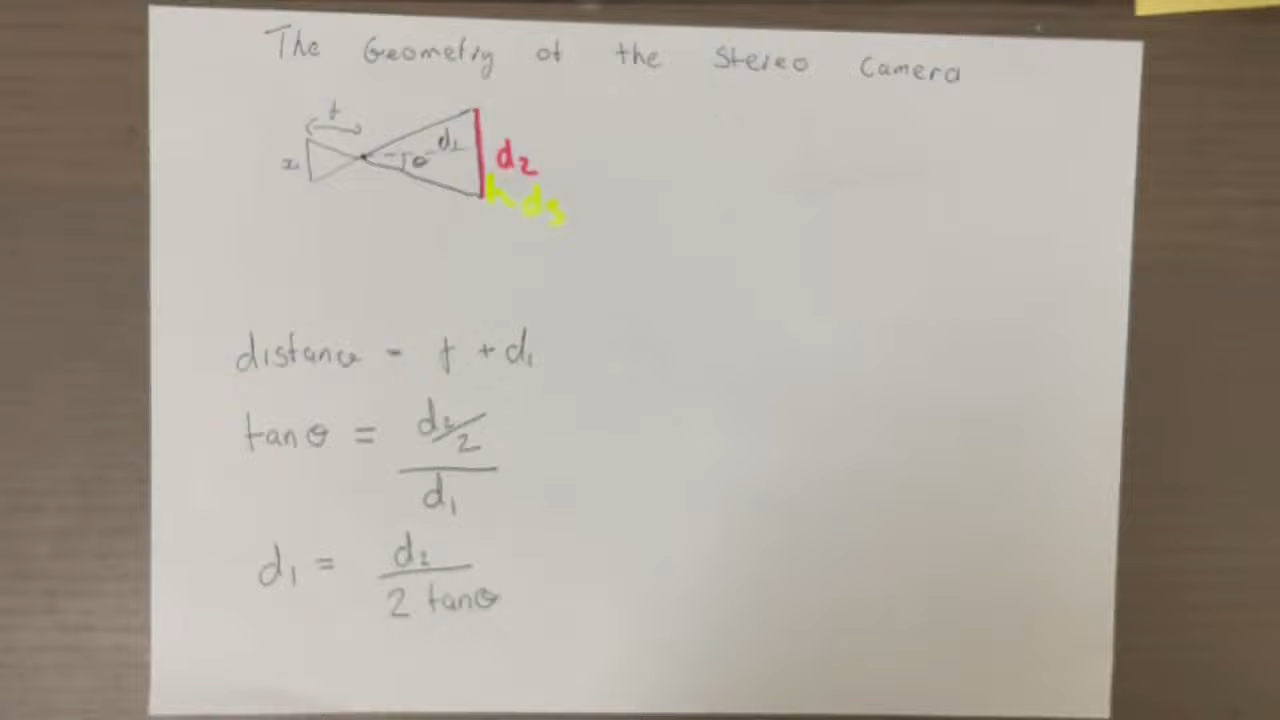 The Geometry of the Stereo Camera
f
x
θ
d1
d2
d3
distance = f + d1
tan θ = d2/2 / d1
d1 = d2 / 2 tan θ